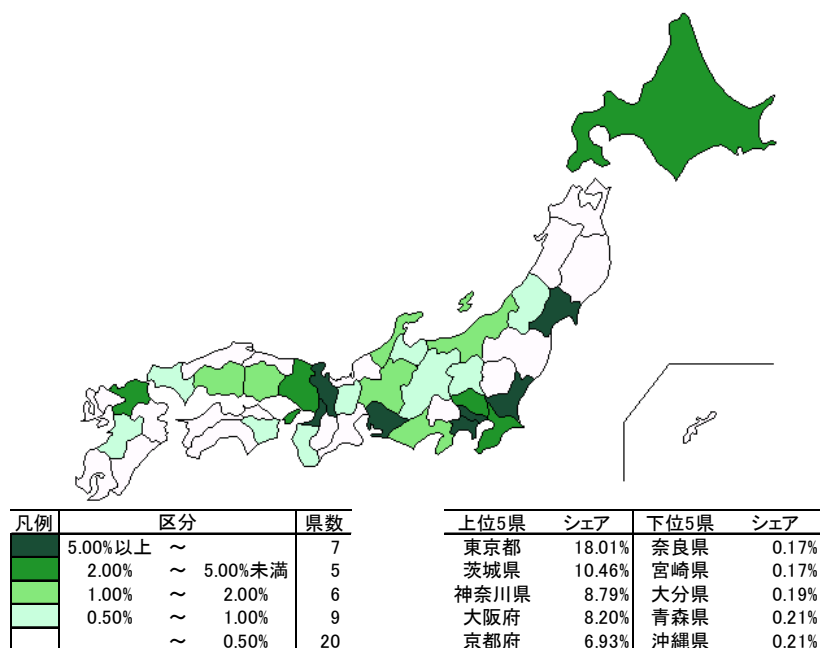 凡例 区分 県数
5.00%以上 ～ 7
2.00% ～ 5.00%未満 5
1.00% ～ 2.00% 6
0.50% ～ 1.00% 9
～ 0.50% 20
上位5県 シェア 下位5県 シェア
東京都 18.01% 奈良県 0.17%
茨城県 10.46% 宮崎県 0.17%
神奈川県 8.79% 大分県 0.19%
大阪府 8.20% 青森県 0.21%
京都府 6.93% 沖縄県 0.21%